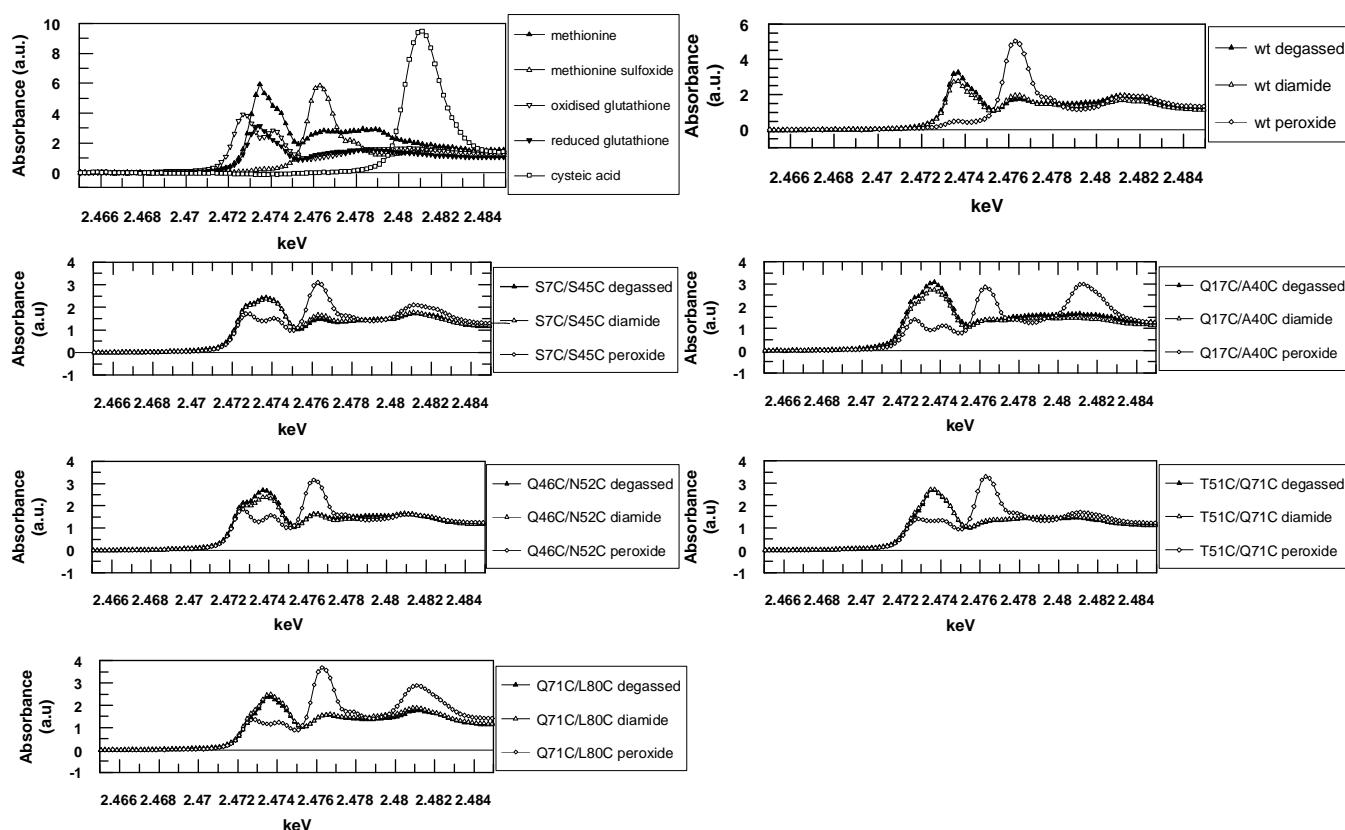 Absorbance (a.u.)
10
8
6
4
2
0
2.466 2.468 2.47 2.472 2.474 2.476 2.478 2.48 2.482 2.484
keV
methionine
methionine sulfoxide
oxidised glutathione
reduced glutathione
cysteic acid
Absorbance
(a.u.)
6
4
2
0
2.466 2.468 2.47 2.472 2.474 2.476 2.478 2.48 2.482 2.484
keV
wt degassed
wt diamide
wt peroxide
Absorbance
(a.u)
4
3
2
1
0
-1
2.466 2.468 2.47 2.472 2.474 2.476 2.478 2.48 2.482 2.484
keV
S7C/S45C degassed
S7C/S45C diamide
S7C/S45C peroxide
Absorbance
(a.u.)
4
3
2
1
0
-1
2.466 2.468 2.47 2.472 2.474 2.476 2.478 2.48 2.482 2.484
keV
Q17C/A40C degassed
Q17C/A40C diamide
Q17C/A40C peroxide
Absorbance
(a.u.)
4
3
2
1
0
-1
2.466 2.468 2.47 2.472 2.474 2.476 2.478 2.48 2.482 2.484
keV
Q46C/N52C degassed
Q46C/N52C diamide
Q46C/N52C peroxide
Absorbance
(a.u)
4
3
2
1
0
-1
2.466 2.468 2.47 2.472 2.474 2.476 2.478 2.48 2.482 2.484
keV
T51C/Q71C degassed
T51C/Q71C diamide
T51C/Q71C peroxide
Absorbance
(a.u)
4
3
2
1
0
-1
2.466 2.468 2.47 2.472 2.474 2.476 2.478 2.48 2.482 2.484
keV
Q71C/L80C degassed
Q71C/L80C diamide
Q71C/L80C peroxide